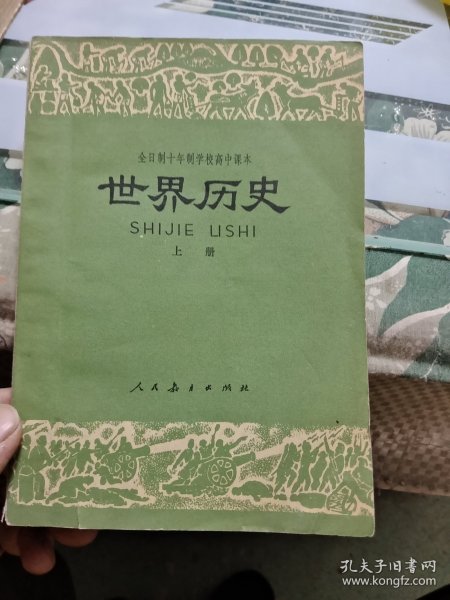 全日制十年制学校高中课本
世界历史
SHIJIE LISHI
上 册
人民教育出版社
孔夫子旧书网
www.kongfz.com